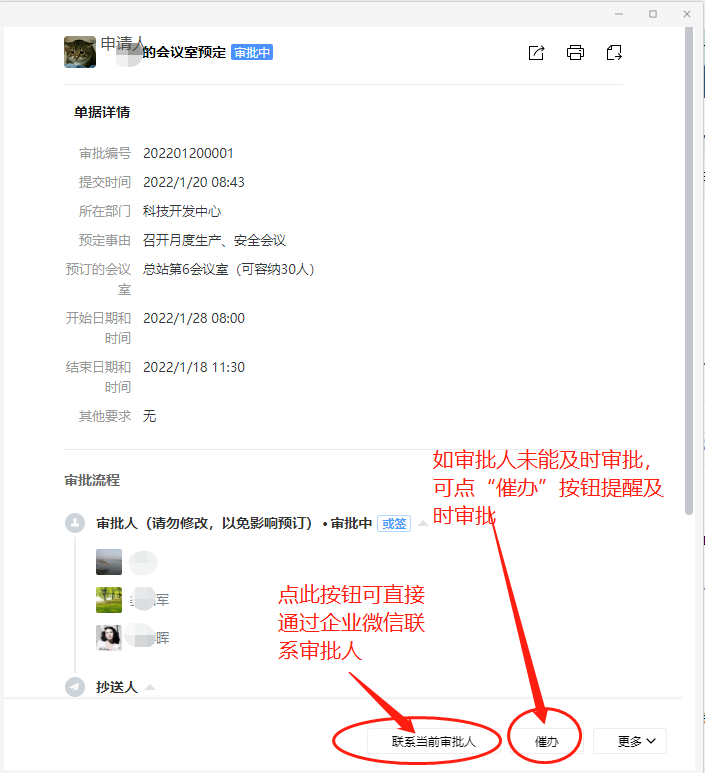 申请人
的会议室预定 审批中
单据详情
审批编号 202201200001
提交时间 2022/1/20 08:43
所在部门 科技开发中心
预定事由 召开月度生产、安全会议
预订的会议室 总站第6会议室（可容纳30人）
开始日期和时间 2022/1/28 08:00
结束日期和时间 2022/1/18 11:30
其他要求 无
审批流程
如审批人未能及时审批，
可点“催办”按钮提醒及
时审批
审批人（请勿修改，以免影响预订）• 审批中 或签
军
晖
点此按钮可直接
通过企业微信联
系审批人
抄送人
联系当前审批人 催办 更多